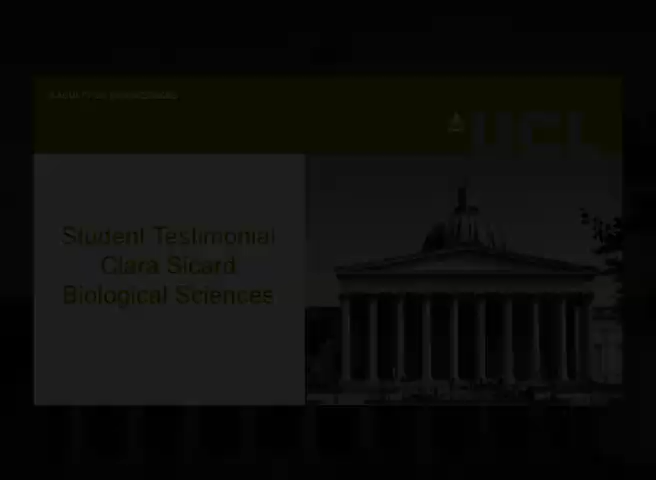 UCL
Student Testimonial
Clara Sicard
Biological Sciences